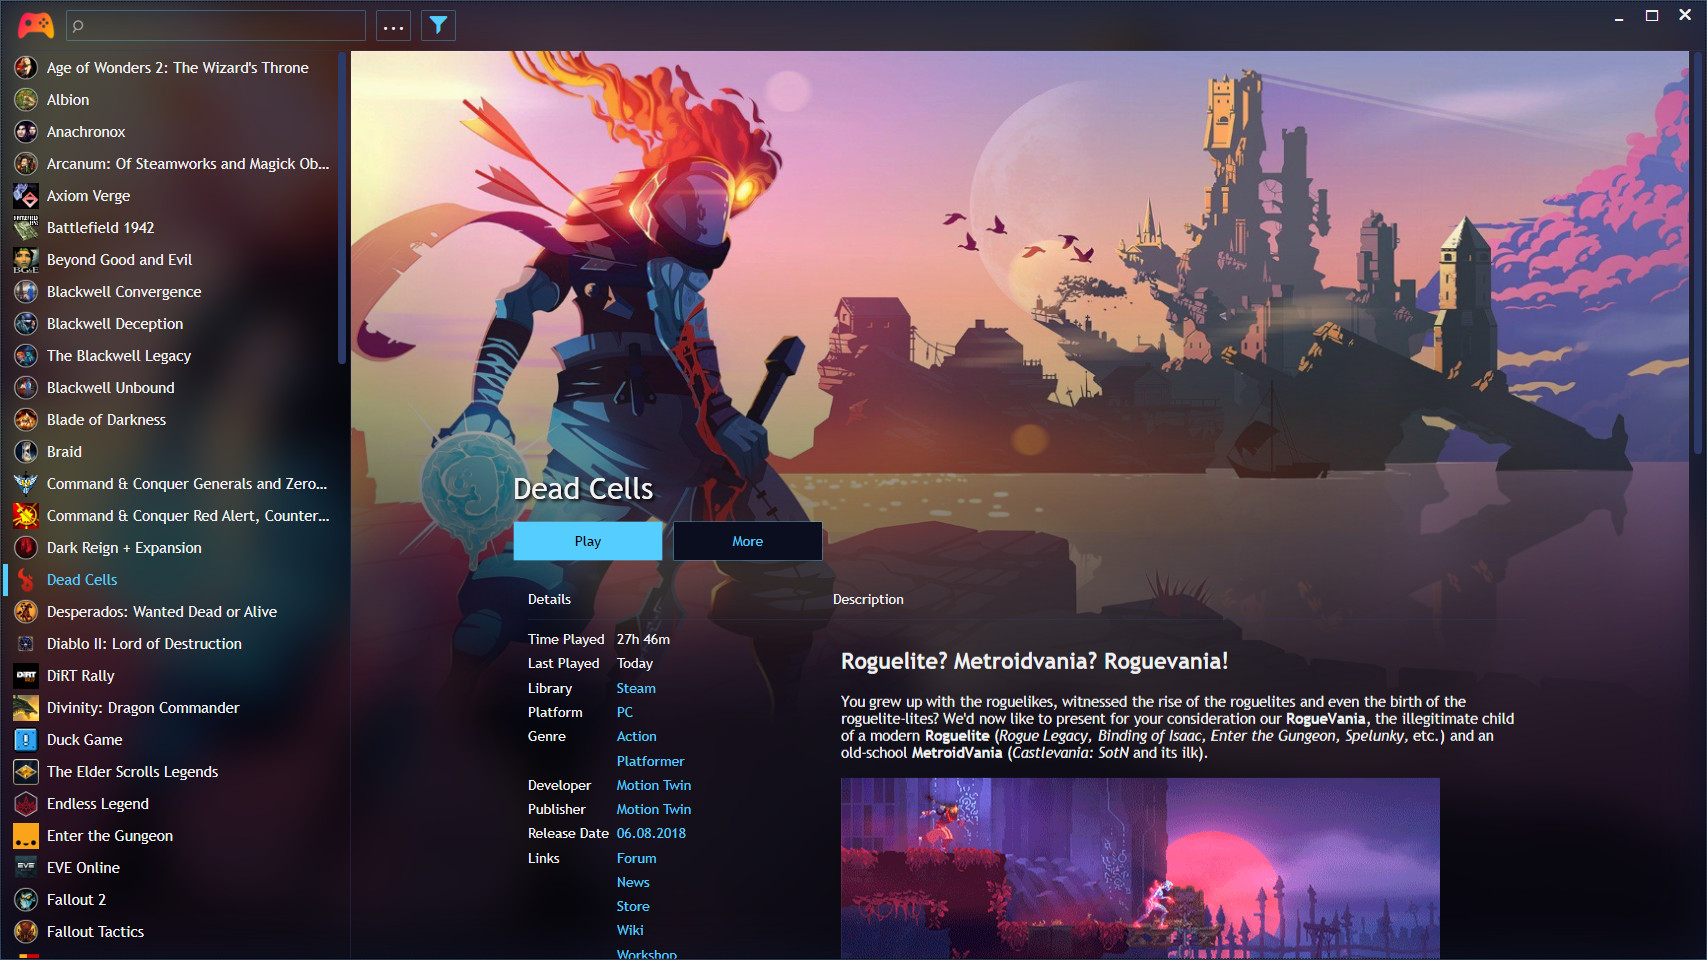 ...
Age of Wonders 2: The Wizard's Throne
Albion
Anachronox
Arcanum: Of Steamworks and Magick Ob...
Axiom Verge
Battlefield 1942
Beyond Good and Evil
Blackwell Convergence
Blackwell Deception
The Blackwell Legacy
Blackwell Unbound
Blade of Darkness
Braid
Command & Conquer Generals and Zero...
Command & Conquer Red Alert, Counter...
Dark Reign + Expansion
Dead Cells
Desperados: Wanted Dead or Alive
Diablo II: Lord of Destruction
DiRT Rally
Divinity: Dragon Commander
Duck Game
The Elder Scrolls Legends
Endless Legend
Enter the Gungeon
EVE Online
Fallout 2
Fallout Tactics
Dead Cells
Play
More
Details
Time Played 27h 46m
Last Played Today
Library Steam
Platform PC
Genre Action
Platformer
Developer Motion Twin
Publisher Motion Twin
Release Date 06.08.2018
Links Forum
News
Store
Wiki
Workshop
Description
Roguelite? Metroidvania? Roguevania!
You grew up with the roguelikes, witnessed the rise of the roguelites and even the birth of the
roguelite-lites? We'd now like to present for your consideration our RogueVania, the illegitimate child
of a modern Roguelite (Rogue Legacy, Binding of Isaac, Enter the Gungeon, Spelunky, etc.) and an
old-school MetroidVania (Castlevania: SotN and its ilk).